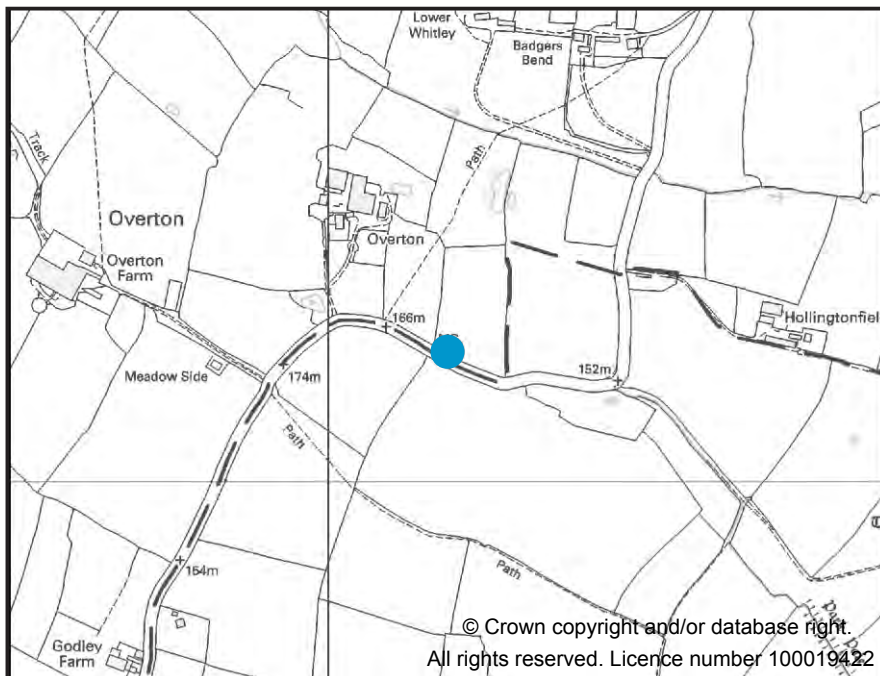 Lower
Whitley
Badgers
Bend
Track
Path
Overton
Overton
Farm
Overton
Hollingtonfiel
166m
Meadow Side
174m
152m
Path
164m
Path
Godley
Farm
© Crown copyright and/or database right.
All rights reserved. Licence number 100019422